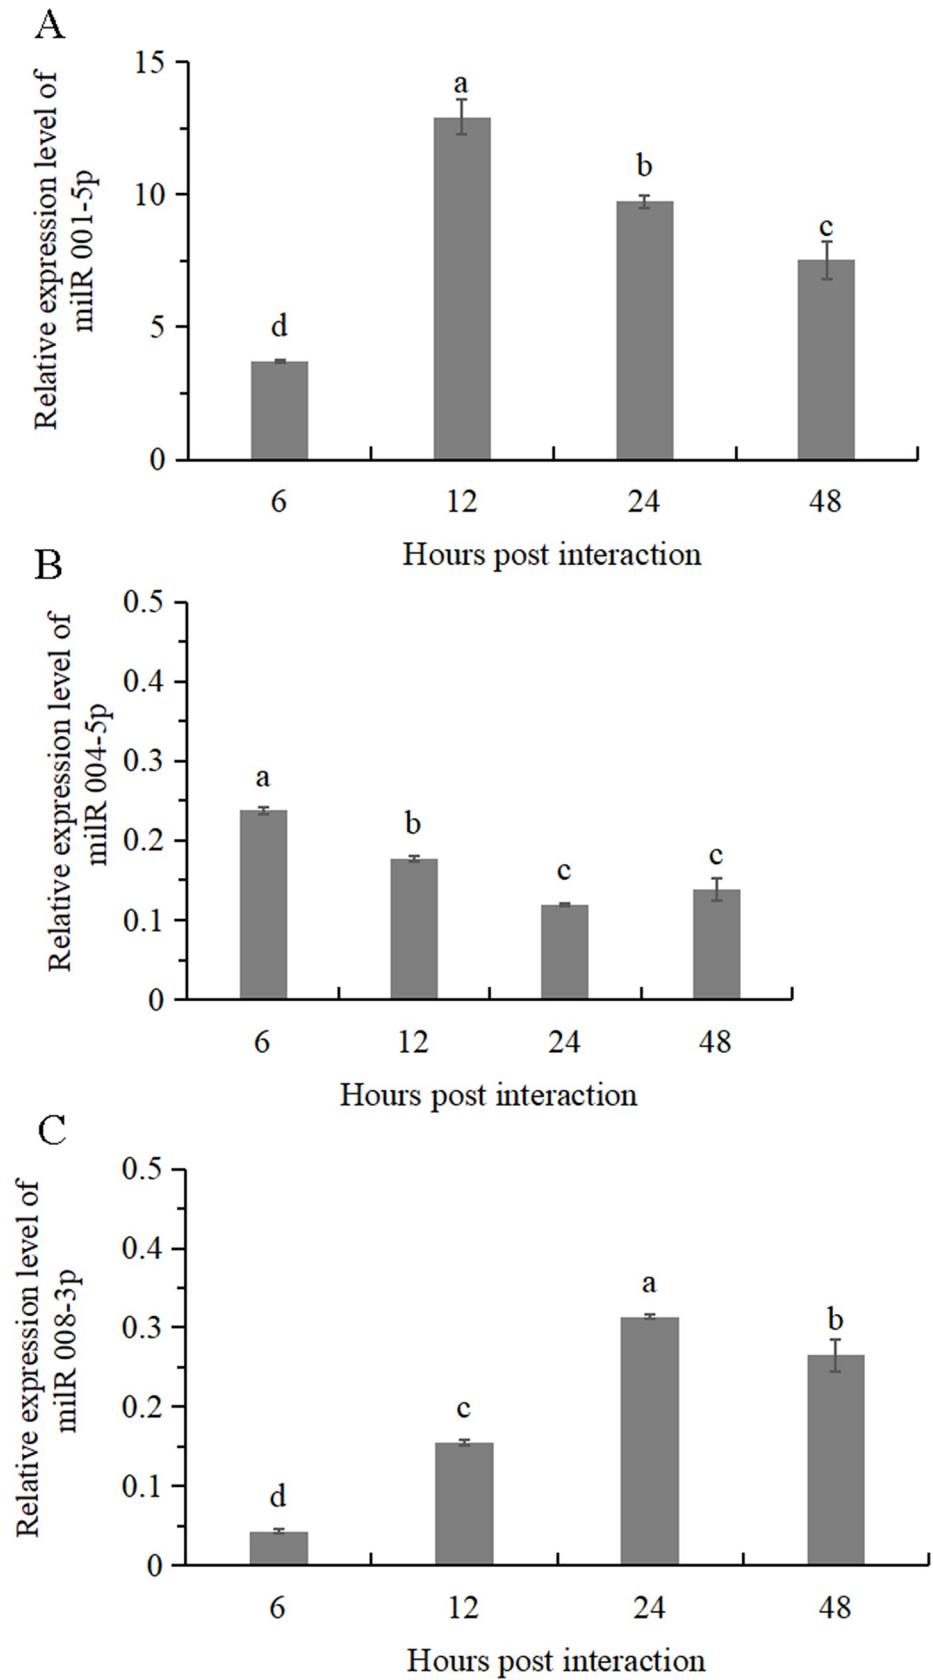 A
Relative expression level of
milR 001-5p
15
10
5
0
a
b
c
d
6 12 24 48
Hours post interaction
B
Relative expression level of
milR 004-5p
0.5
0.4
0.3
0.2
0.1
0
a
b
c
c
6 12 24 48
Hours post interaction
C
Relative expression level of
milR 008-3p
0.5
0.4
0.3
0.2
0.1
0
a
b
c
d
6 12 24 48
Hours post interaction